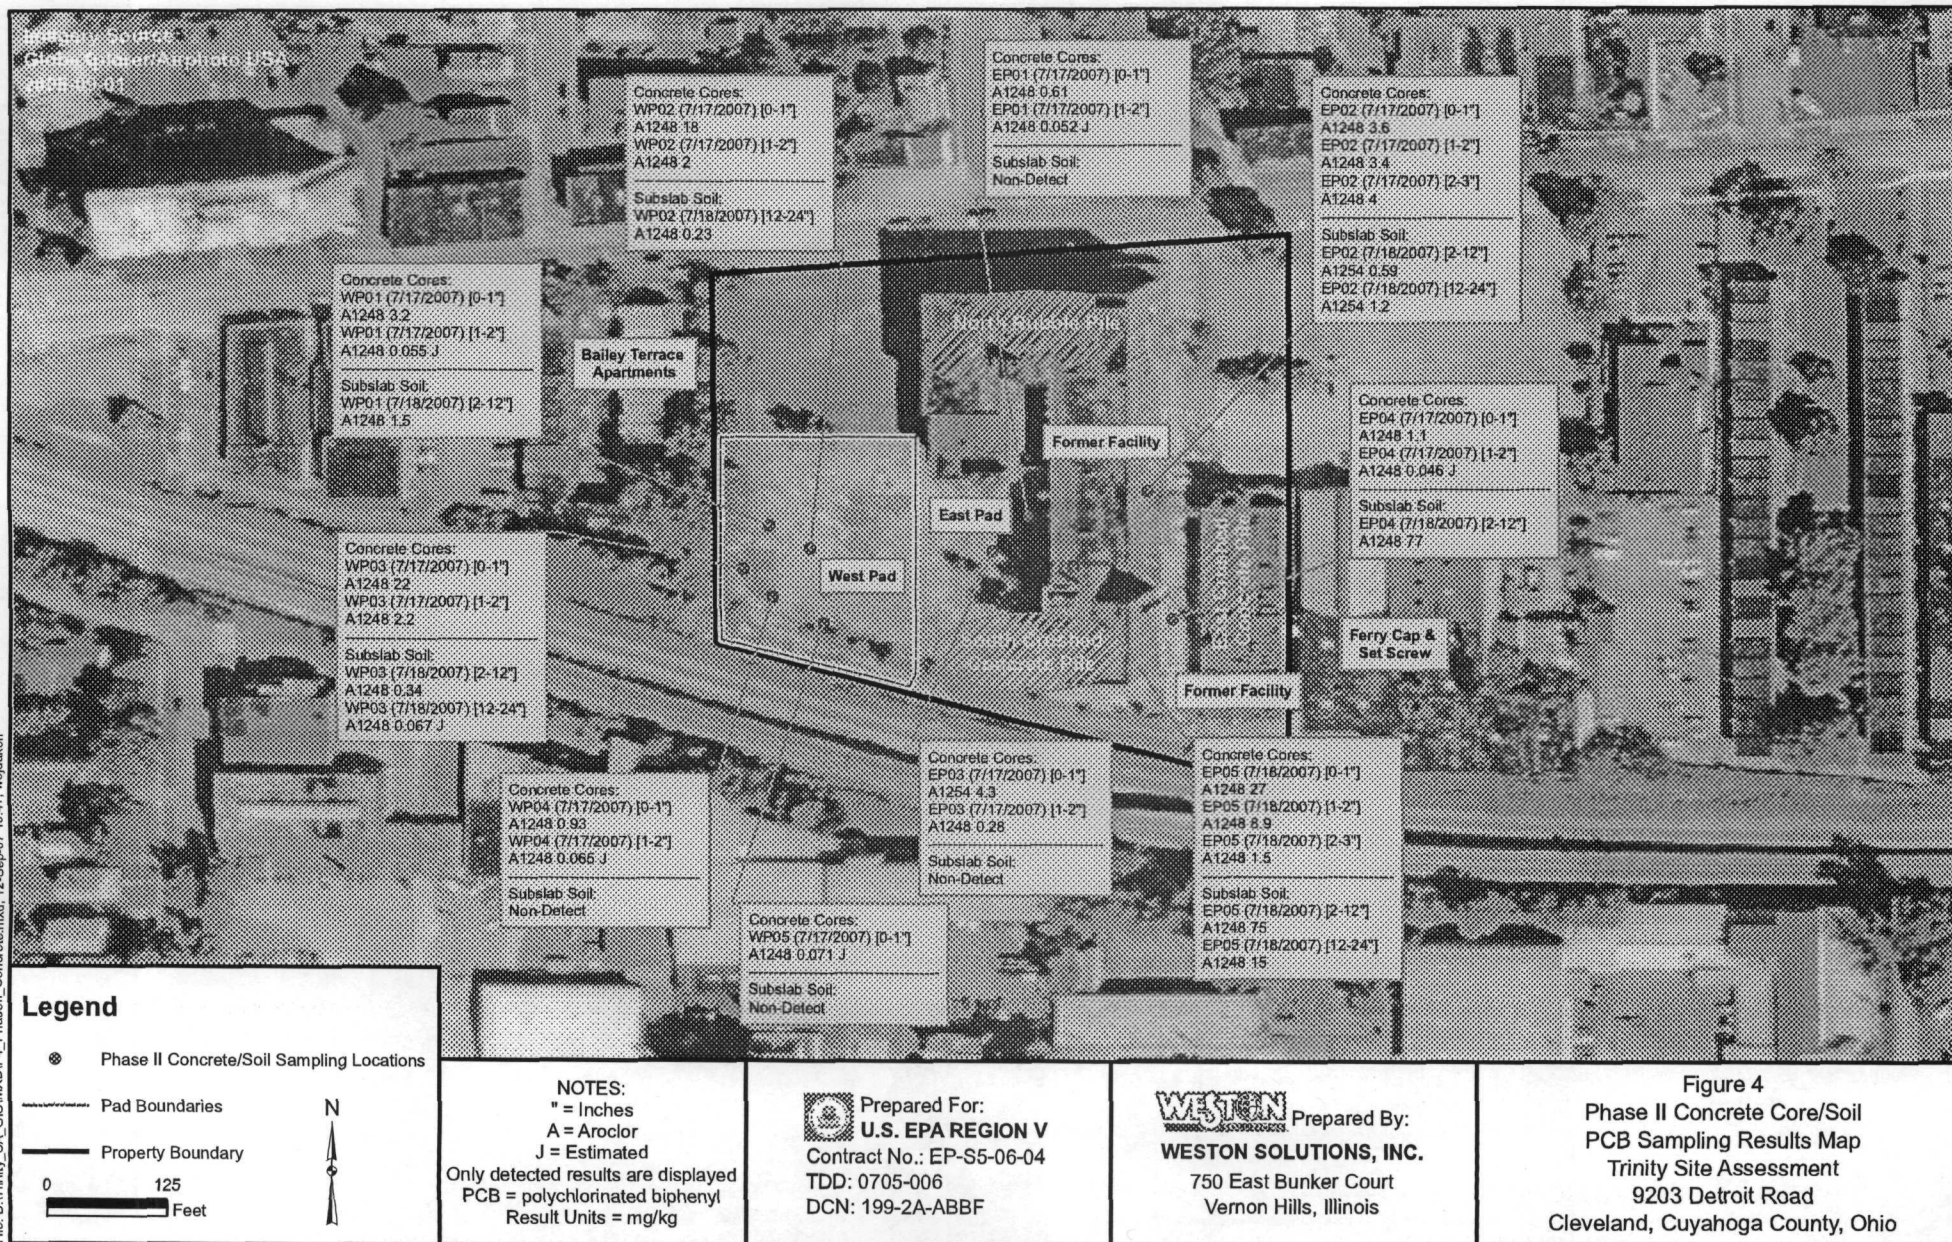 Imagery Source:
GlobeXplorer/Airphoto USA
Concrete Cores:
WP02 (7/17/2007) [0-1"]
A1248 18
WP02 (7/17/2007) [1-2"]
A1248 2
Subslab Soil:
WP02 (7/18/2007) [12-24"]
A1248 0.23
Concrete Cores:
EP01 (7/17/2007) [0-1"]
A1248 0.61
EP01 (7/17/2007) [1-2"]
A1248 0.052 J
Subslab Soil:
Non-Detect
Concrete Cores:
EP02 (7/17/2007) [0-1"]
A1248 3.6
EP02 (7/17/2007) [1-2"]
A1248 3.4
EP02 (7/17/2007) [2-3"]
A1248 4
Subslab Soil:
EP02 (7/18/2007) [2-12"]
A1254 0.59
EP02 (7/18/2007) [12-24"]
A1254 1.2
Concrete Cores:
WP01 (7/17/2007) [0-1"]
A1248 3.2
WP01 (7/17/2007) [1-2"]
A1248 0.055 J
Subslab Soil:
WP01 (7/18/2007) [2-12"]
A1248 1.5
Bailey Terrace
Apartments
North Rubble Pile
Former Facility
East Pad
West Pad
Concrete Cores:
EP04 (7/17/2007) [0-1"]
A1248 1.1
EP04 (7/17/2007) [1-2"]
A1248 0.046 J
Subslab Soil:
EP04 (7/18/2007) [2-12"]
A1248 77
Concrete Cores:
WP03 (7/17/2007) [0-1"]
A1248 22
WP03 (7/17/2007) [1-2"]
A1248 2.2
Subslab Soil:
WP03 (7/18/2007) [2-12"]
A1248 0.34
WP03 (7/18/2007) [12-24"]
A1248 0.067 J
East Crushed
Concrete Pile
South Crushed
Concrete Pile
Ferry Cap &
Set Screw
Former Facility
Concrete Cores:
WP04 (7/17/2007) [0-1"]
A1248 0.93
WP04 (7/17/2007) [1-2"]
A1248 0.065 J
Subslab Soil:
Non-Detect
Concrete Cores:
EP03 (7/17/2007) [0-1"]
A1254 4.3
EP03 (7/17/2007) [1-2"]
A1248 0.28
Subslab Soil:
Non-Detect
Concrete Cores:
EP05 (7/18/2007) [0-1"]
A1248 27
EP05 (7/18/2007) [1-2"]
A1248 8.9
EP05 (7/18/2007) [2-3"]
A1248 1.5
Subslab Soil:
EP05 (7/18/2007) [2-12"]
A1248 75
EP05 (7/18/2007) [12-24"]
A1248 15
Concrete Cores:
WP05 (7/17/2007) [0-1"]
A1248 0.071 J
Subslab Soil:
Non-Detect
Legend
Phase II Concrete/Soil Sampling Locations
Pad Boundaries
Property Boundary
N
0 125
Feet
NOTES:
" = Inches
A = Aroclor
J = Estimated
Only detected results are displayed
PCB = polychlorinated biphenyl
Result Units = mg/kg
Prepared For:
U.S. EPA REGION V
Contract No.: EP-S5-06-04
TDD: 0705-006
DCN: 199-2A-ABBF
WESTON
Prepared By:
WESTON SOLUTIONS, INC.
750 East Bunker Court
Vernon Hills, Illinois
Figure 4
Phase II Concrete Core/Soil
PCB Sampling Results Map
Trinity Site Assessment
9203 Detroit Road
Cleveland, Cuyahoga County, Ohio